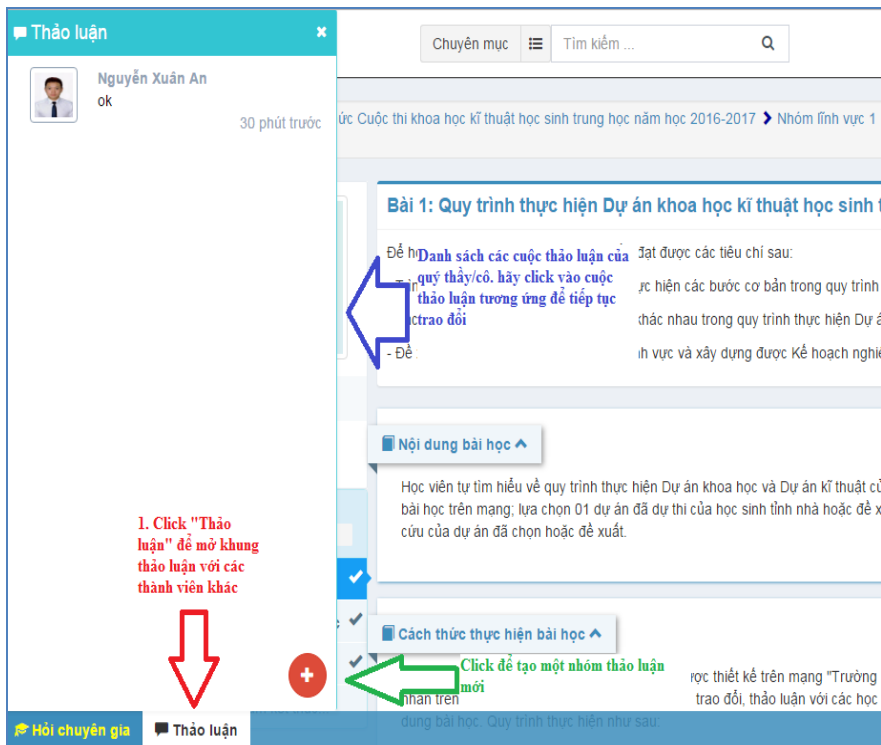 Thảo luận
Nguyễn Xuân An
ok
30 phút trước
Chuyên mục
Tìm kiếm ...
ức Cuộc thi khoa học kĩ thuật học sinh trung học năm học 2016-2017 > Nhóm lĩnh vực 1
Bài 1: Quy trình thực hiện Dự án khoa học kĩ thuật học sinh t
Để họ đạt được các tiêu chí sau:
ực hiện các bước cơ bản trong quy trình
khác nhau trong quy trình thực hiện Dự á
- Để nh vực và xây dựng được Kế hoạch nghiê
Danh sách các cuộc thảo luận của
quý thầy/cô. hãy click vào cuộc
thảo luận tương ứng để tiếp tục
trao đổi
Nội dung bài học
Học viên tự tìm hiểu về quy trình thực hiện Dự án khoa học và Dự án kĩ thuật củ
bài học trên mạng; lựa chọn 01 dự án đã dự thi của học sinh tỉnh nhà hoặc đề x
cứu của dự án đã chọn hoặc đề xuất.
1. Click "Thảo
luận" để mở khung
thảo luận với các
thành viên khác
Cách thức thực hiện bài học
Click để tạo một nhóm thảo luận
mới
ược thiết kế trên mạng "Trường
nhân trên trao đổi, thảo luận với các học
dung bài học. Quy trình thực hiện như sau:
Hỏi chuyên gia
Thảo luận